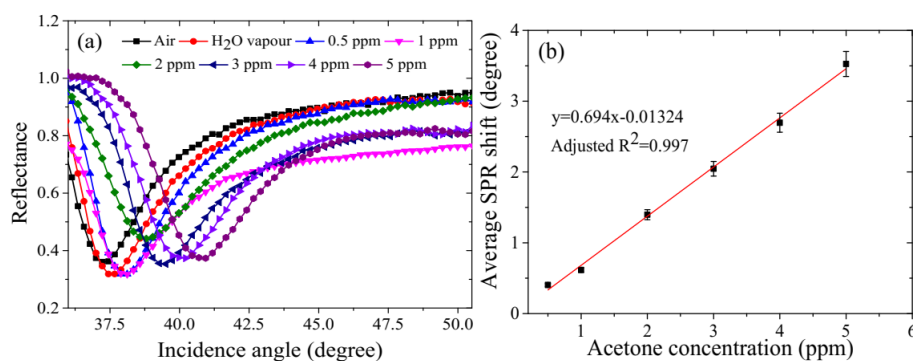 (a)
Air H₂O vapour 0.5 ppm 1 ppm
2 ppm 3 ppm 4 ppm 5 ppm
1.2
1.0
0.8
0.6
0.4
0.2
Reflectance
37.5 40.0 42.5 45.0 47.5 50.0
Incidence angle (degree)
(b)
y=0.694x-0.01324
Adjusted R²=0.997
4
3
2
1
0
Average SPR shift (degree)
1 2 3 4 5 6
Acetone concentration (ppm)